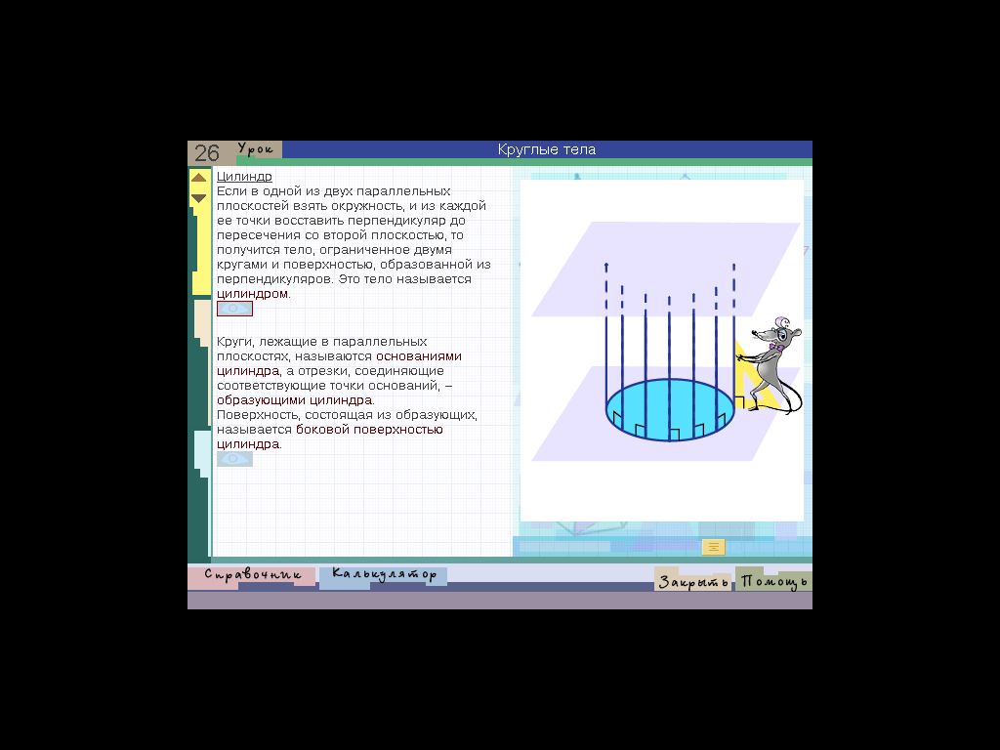 26 Урок Круглые тела
Цилиндр
Если в одной из двух параллельных
плоскостей взять окружность, и из каждой
ее точки восставить перпендикуляр до
пересечения со второй плоскостью, то
получится тело, ограниченное двумя
кругами и поверхностью, образованной из
перпендикуляров. Это тело называется
цилиндром.
Круги, лежащие в параллельных
плоскостях, называются основаниями
цилиндра, а отрезки, соединяющие
соответствующие точки оснований, –
образующими цилиндра.
Поверхность, состоящая из образующих,
называется боковой поверхностью
цилиндра.
Справочник Калькулятор Закрыть Помощь